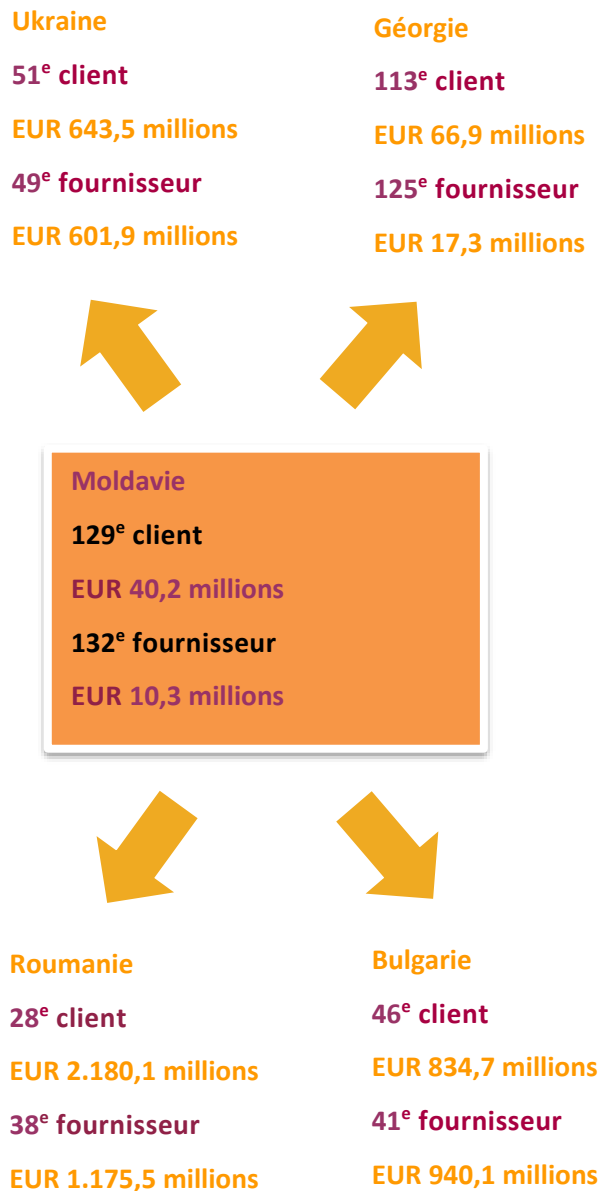 Ukraine
51e client
EUR 643,5 millions
49e fournisseur
EUR 601,9 millions
Géorgie
113e client
EUR 66,9 millions
125e fournisseur
EUR 17,3 millions
Moldavie
129e client
EUR 40,2 millions
132e fournisseur
EUR 10,3 millions
Roumanie
28e client
EUR 2.180,1 millions
38e fournisseur
EUR 1.175,5 millions
Bulgarie
46e client
EUR 834,7 millions
41e fournisseur
EUR 940,1 millions